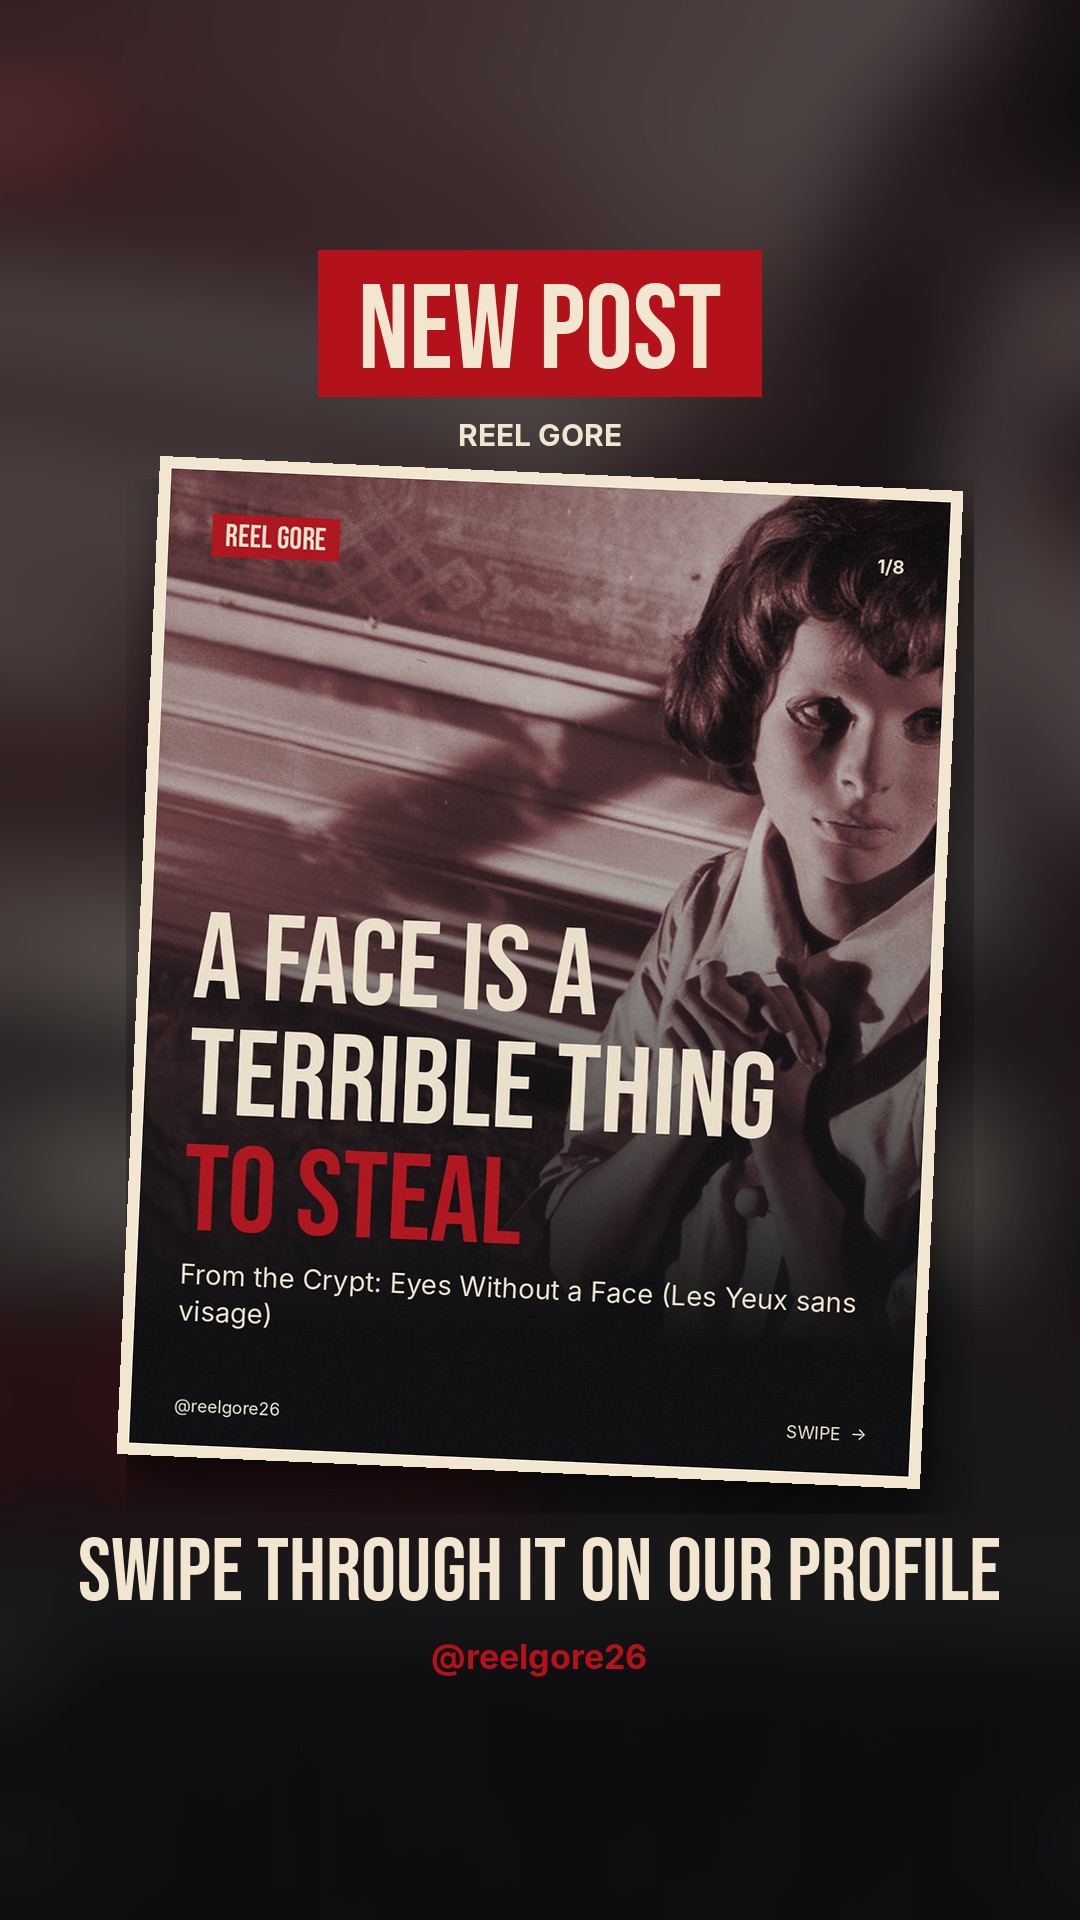 NEW POST
REEL GORE
REEL GORE
1/8
A FACE IS A
TERRIBLE THING
TO STEAL
From the Crypt: Eyes Without a Face (Les Yeux sans
visage)
@reelgore26
SWIPE →
SWIPE THROUGH IT ON OUR PROFILE
@reelgore26